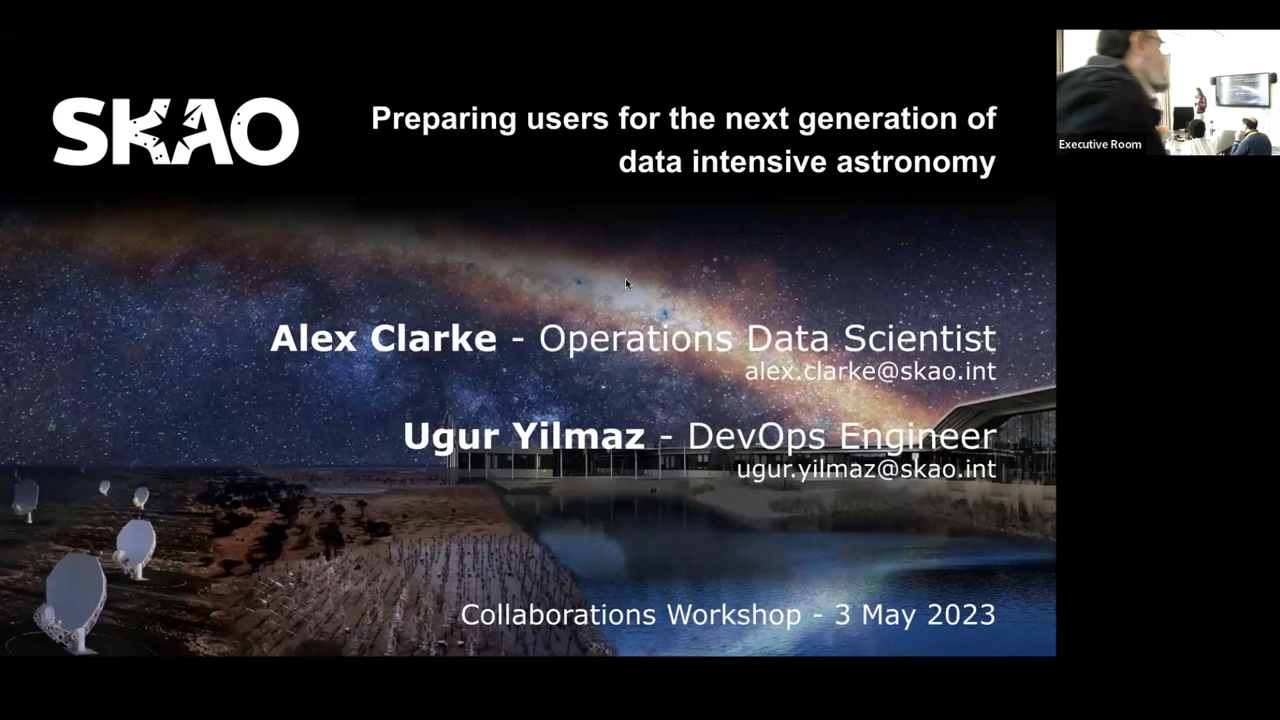 SKAO
Preparing users for the next generation of
data intensive astronomy
Executive Room
Alex Clarke - Operations Data Scientist
alex.clarke@skao.int
Ugur Yilmaz - DevOps Engineer
ugur.yilmaz@skao.int
Collaborations Workshop - 3 May 2023